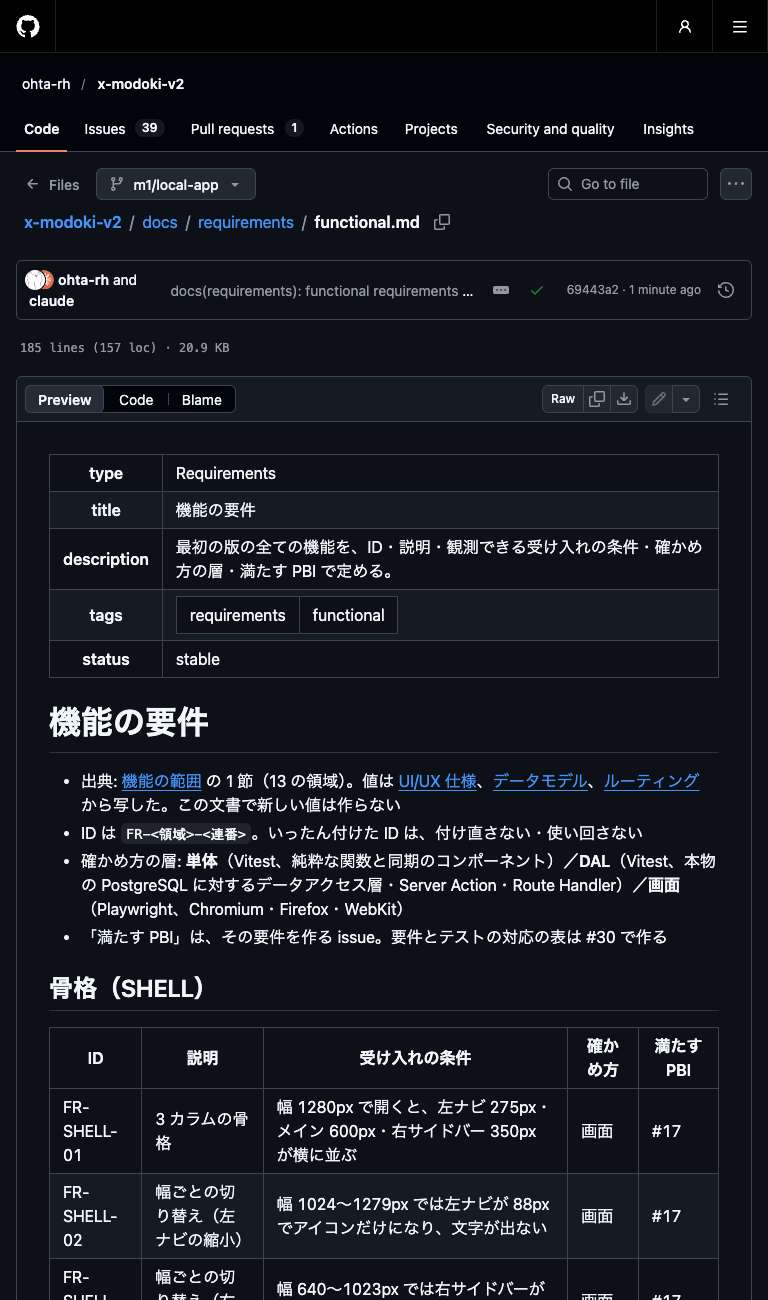 ohta-rh / x-modoki-v2
Code Issues 39 Pull requests 1 Actions Projects Security and quality Insights
Files m1/local-app Go to file
x-modoki-v2 / docs / requirements / functional.md
ohta-rh and
claude
docs(requirements): functional requirements ...
69443a2 · 1 minute ago
185 lines (157 loc) · 20.9 KB
Preview Code Blame Raw
type Requirements
title 機能の要件
description 最初の版の全ての機能を、ID・説明・観測できる受け入れの条件・確かめ
方の層・満たす PBI で定める。
tags requirements functional
status stable
機能の要件
• 出典: 機能の範囲 の 1 節（13 の領域）。値は UI/UX 仕様、データモデル、ルーティング
から写した。この文書で新しい値は作らない
• ID は FR-<領域>-<連番> 。いったん付けた ID は、付け直さない・使い回さない
• 確かめ方の層: 単体（Vitest、純粋な関数と同期のコンポーネント）／DAL（Vitest、本物
の PostgreSQL に対するデータアクセス層・Server Action・Route Handler）／画面
（Playwright、Chromium・Firefox・WebKit）
• 「満たす PBI」は、その要件を作る issue。要件とテストの対応の表は #30 で作る
骨格（SHELL）
ID 説明 受け入れの条件 確か
め方 満たす
PBI
FR-
SHELL-
01
3 カラムの骨
格
幅 1280px で開くと、左ナビ 275px・
メイン 600px・右サイドバー 350px
が横に並ぶ
画面
#17
FR-
SHELL-
02
幅ごとの切
り替え（左
ナビの縮小）
幅 1024〜1279px では左ナビが 88px
でアイコンだけになり、文字が出ない
画面
#17
FR-
SHELL-
幅ごとの切
り替え（右
幅 640〜1023px では右サイドバーが
画面
#17